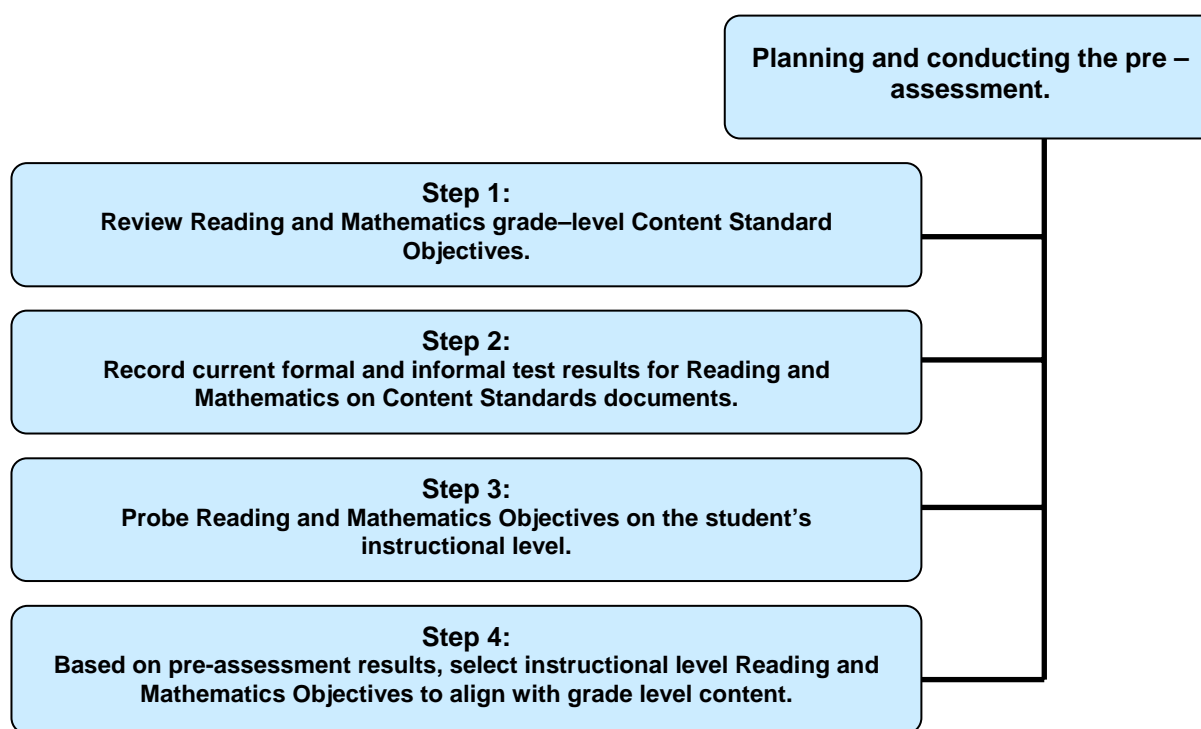 Planning and conducting the pre –
assessment.
Step 1:
Review Reading and Mathematics grade–level Content Standard
Objectives.
Step 2:
Record current formal and informal test results for Reading and
Mathematics on Content Standards documents.
Step 3:
Probe Reading and Mathematics Objectives on the student’s
instructional level.
Step 4:
Based on pre-assessment results, select instructional level Reading and
Mathematics Objectives to align with grade level content.